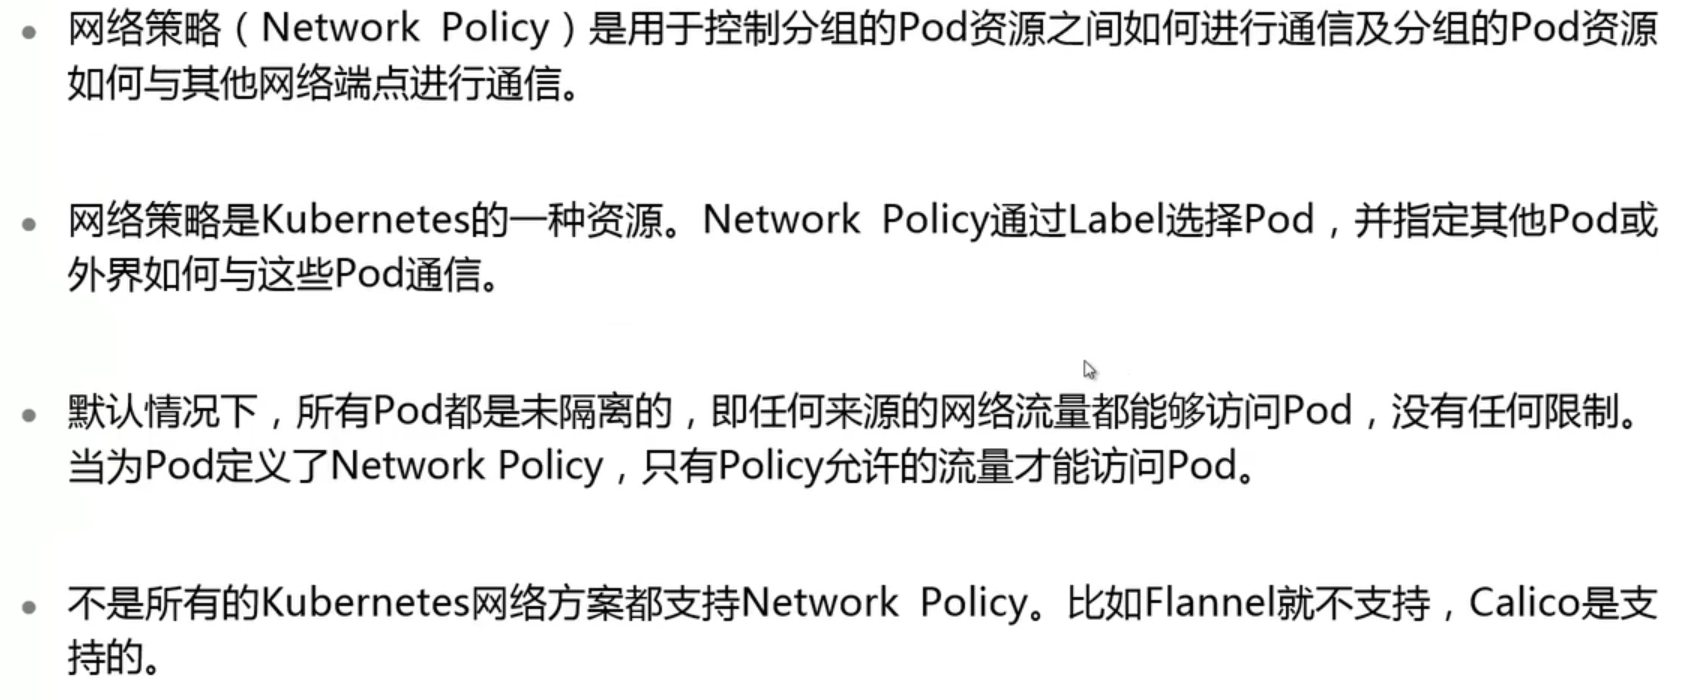 • 网络策略（Network Policy）是用于控制分组的Pod资源之间如何进行通信及分组的Pod资源
如何与其他网络端点进行通信。
• 网络策略是Kubernetes的一种资源。Network Policy通过Label选择Pod，并指定其他Pod或
外界如何与这些Pod通信。
• 默认情况下，所有Pod都是未隔离的，即任何来源的网络流量都能够访问Pod，没有任何限制。
当为Pod定义了Network Policy，只有Policy允许的流量才能访问Pod。
• 不是所有的Kubernetes网络方案都支持Network Policy。比如Flannel就不支持，Calico是支
持的。